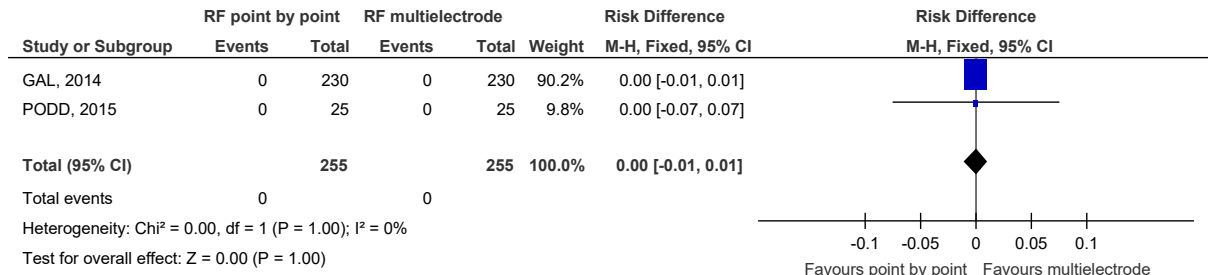 RF point by point RF multielectrode Risk Difference Risk Difference
Study or Subgroup Events Total Events Total Weight M-H, Fixed, 95% CI M-H, Fixed, 95% CI
GAL, 2014 0 230 0 230 90.2% 0.00 [-0.01, 0.01]
PODD, 2015 0 25 0 25 9.8% 0.00 [-0.07, 0.07]
Total (95% CI) 255 255 100.0% 0.00 [-0.01, 0.01]
Total events 0 0
Heterogeneity: Chi² = 0.00, df = 1 (P = 1.00); I² = 0%
Test for overall effect: Z = 0.00 (P = 1.00)
-0.1 -0.05 0 0.05 0.1
Favours point by point Favours multielectrode